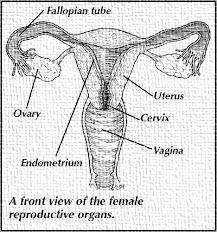 Fallopian tube
Ovary
Uterus
Cervix
Endometrium
Vagina
A front view of the female
reproductive organs.